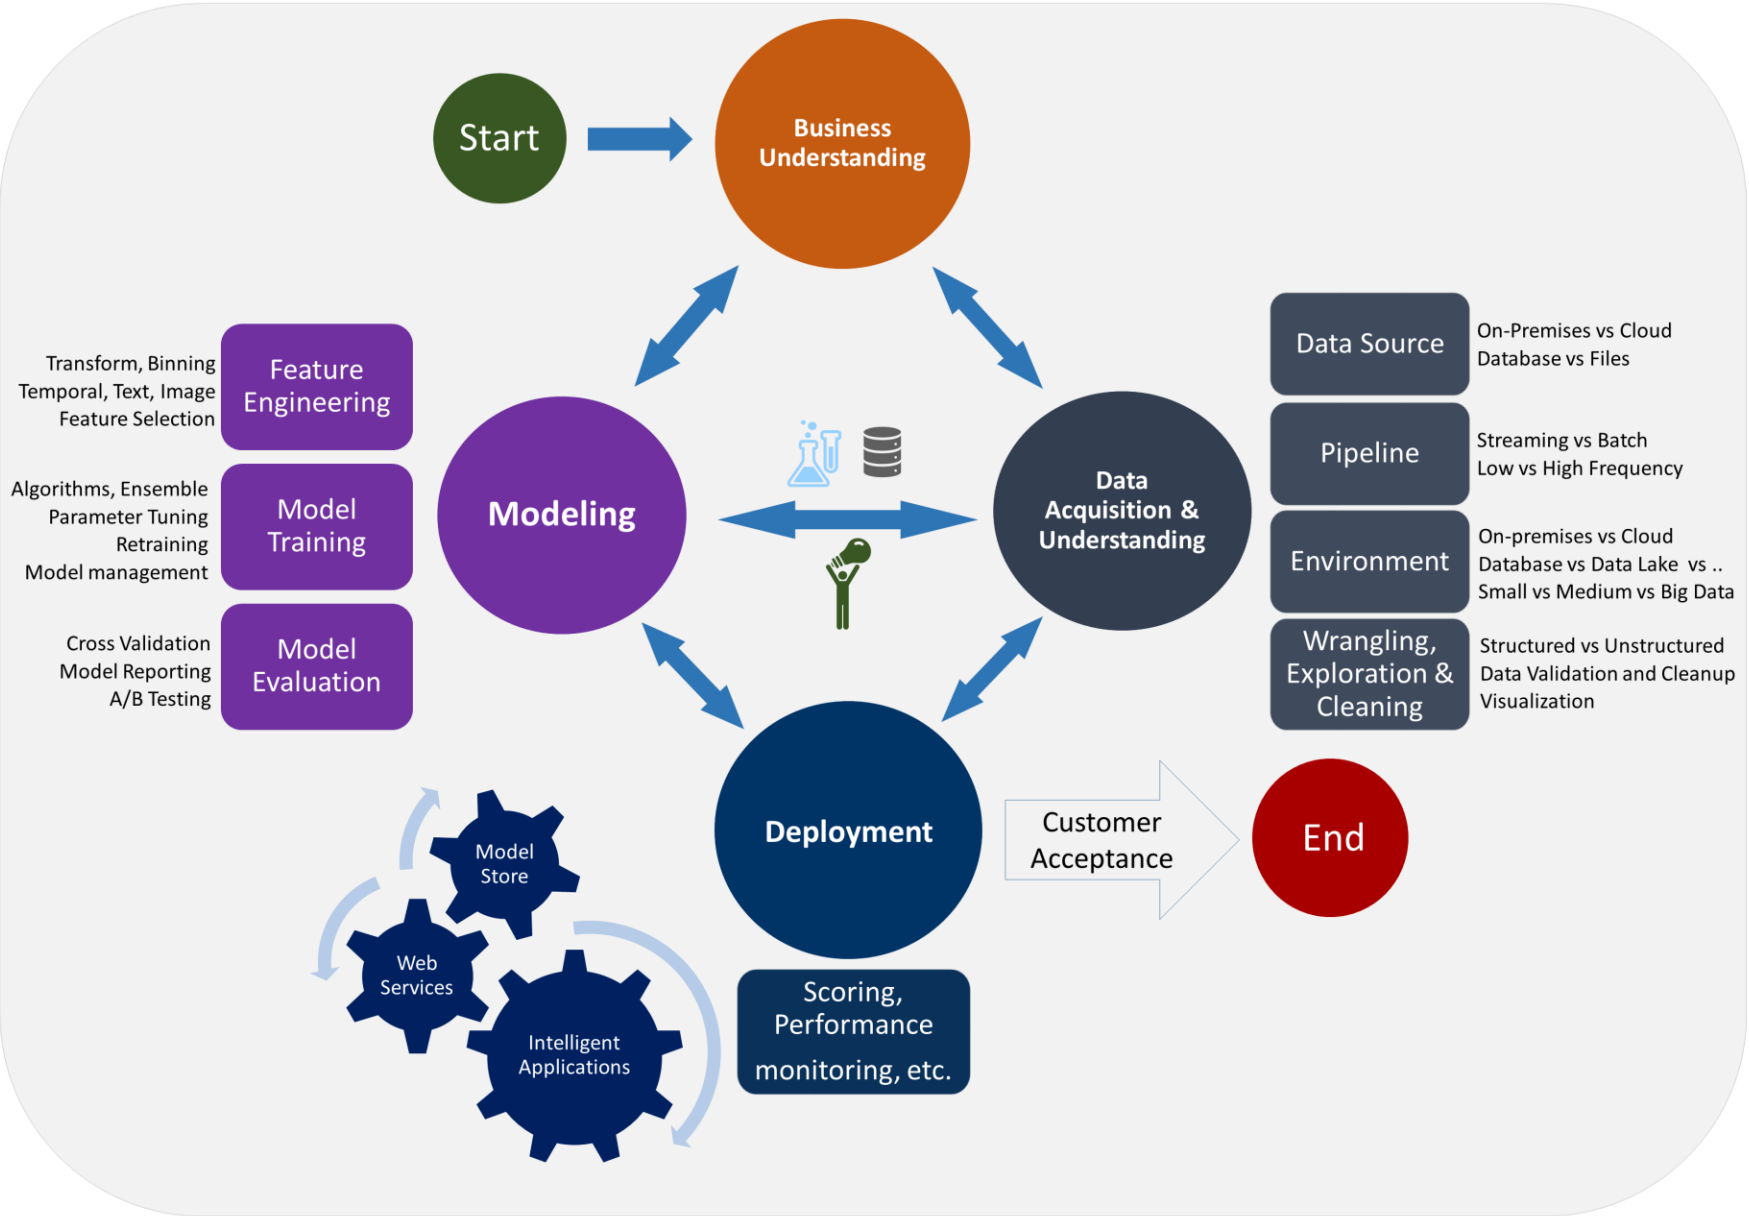 Start
Business
Understanding
Transform, Binning
Temporal, Text, Image
Feature Selection
Feature
Engineering
Algorithms, Ensemble
Parameter Tuning
Retraining
Model management
Model
Training
Cross Validation
Model Reporting
A/B Testing
Model
Evaluation
Modeling
Data
Acquisition &
Understanding
Data Source
On-Premises vs Cloud
Database vs Files
Pipeline
Streaming vs Batch
Low vs High Frequency
Environment
On-premises vs Cloud
Database vs Data Lake  vs ..
Small vs Medium vs Big Data
Wrangling,
Exploration &
Cleaning
Structured vs Unstructured
Data Validation and Cleanup
Visualization
Deployment
Customer
Acceptance
End
Model
Store
Web
Services
Intelligent
Applications
Scoring,
Performance
monitoring, etc.